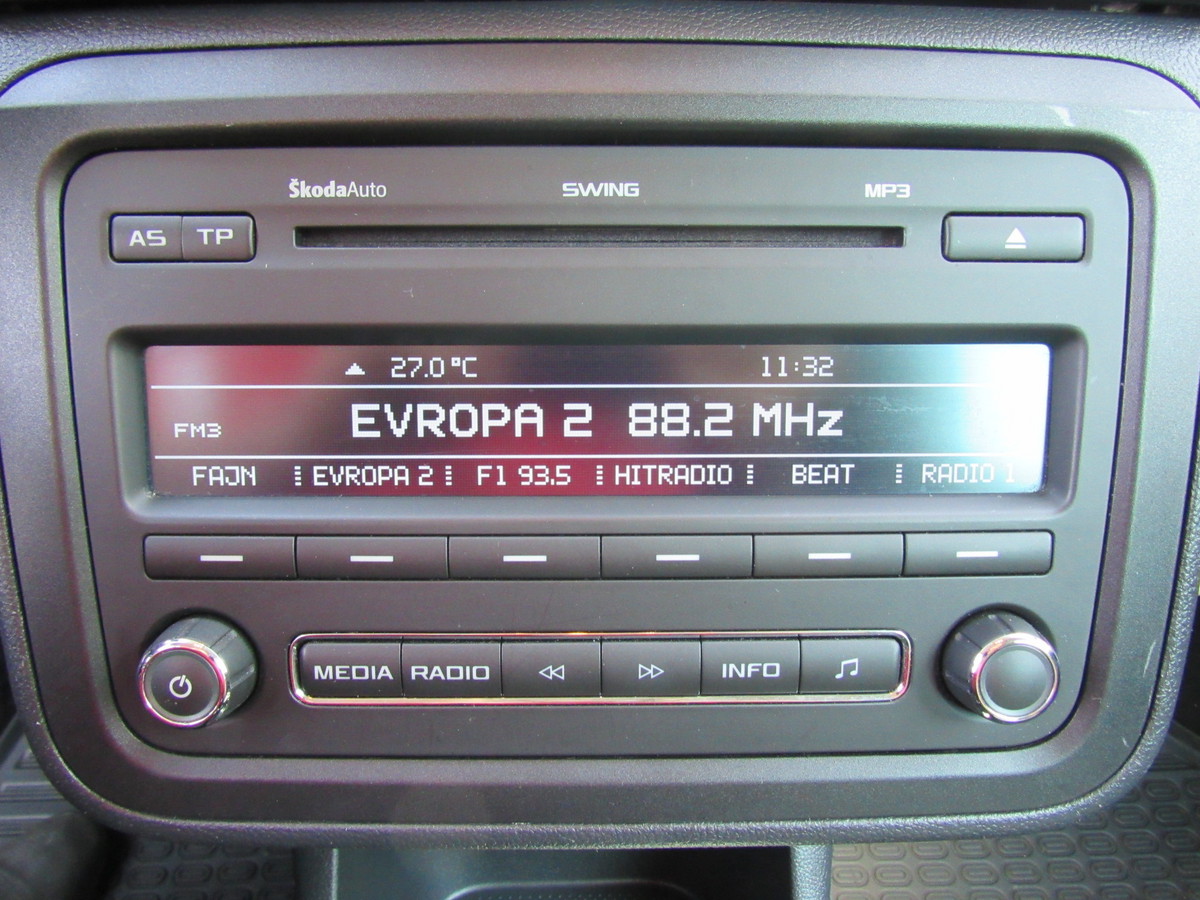 ŠkodaAuto SWING MP3
AS TP
27.0°C 11:32
FM3 EVROPA 2 88.2 MHz
FAJN EVROPA 2 F1 93.5 HITRADIO BEAT RADIO 1
MEDIA RADIO INFO